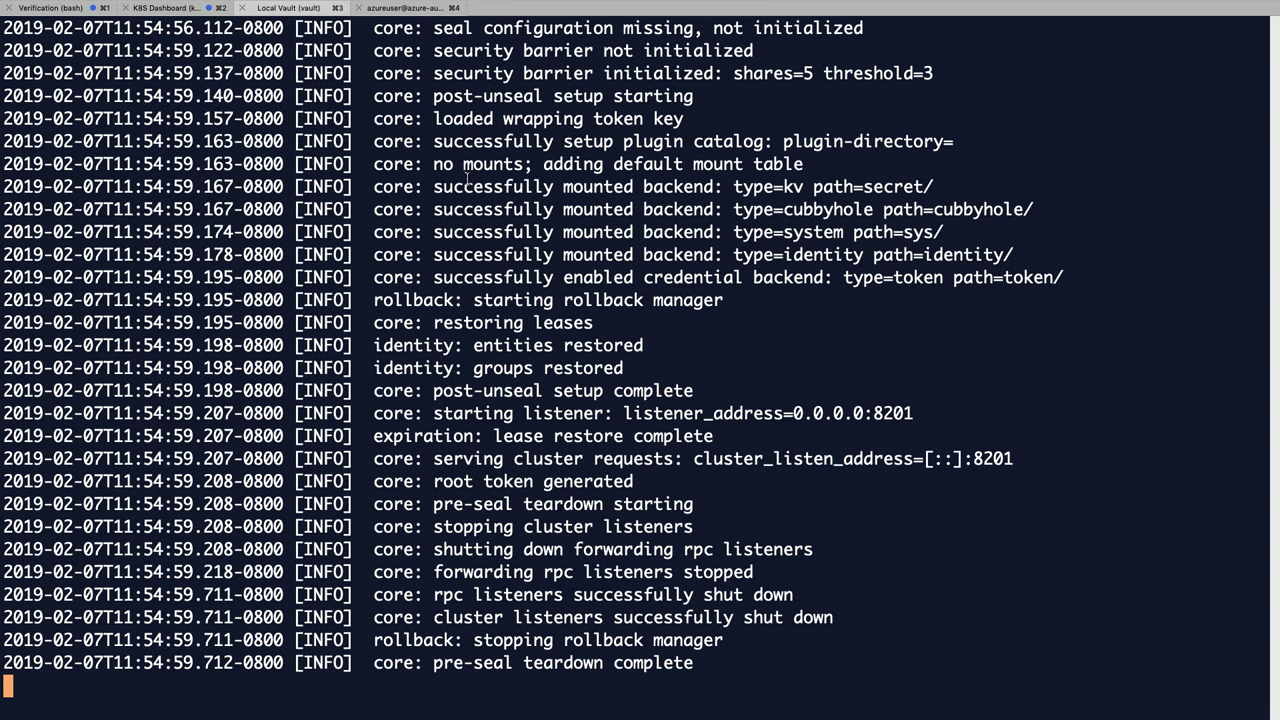 Verification (bash) ⌘1 K8S Dashboard (k... ⌘2 Local Vault (vault) ⌘3 azureuser@azure-au... ⌘4
2019-02-07T11:54:56.112-0800 [INFO]  core: seal configuration missing, not initialized
2019-02-07T11:54:59.122-0800 [INFO]  core: security barrier not initialized
2019-02-07T11:54:59.137-0800 [INFO]  core: security barrier initialized: shares=5 threshold=3
2019-02-07T11:54:59.140-0800 [INFO]  core: post-unseal setup starting
2019-02-07T11:54:59.157-0800 [INFO]  core: loaded wrapping token key
2019-02-07T11:54:59.163-0800 [INFO]  core: successfully setup plugin catalog: plugin-directory=
2019-02-07T11:54:59.163-0800 [INFO]  core: no mounts; adding default mount table
2019-02-07T11:54:59.167-0800 [INFO]  core: successfully mounted backend: type=kv path=secret/
2019-02-07T11:54:59.167-0800 [INFO]  core: successfully mounted backend: type=cubbyhole path=cubbyhole/
2019-02-07T11:54:59.174-0800 [INFO]  core: successfully mounted backend: type=system path=sys/
2019-02-07T11:54:59.178-0800 [INFO]  core: successfully mounted backend: type=identity path=identity/
2019-02-07T11:54:59.195-0800 [INFO]  core: successfully enabled credential backend: type=token path=token/
2019-02-07T11:54:59.195-0800 [INFO]  rollback: starting rollback manager
2019-02-07T11:54:59.195-0800 [INFO]  core: restoring leases
2019-02-07T11:54:59.198-0800 [INFO]  identity: entities restored
2019-02-07T11:54:59.198-0800 [INFO]  identity: groups restored
2019-02-07T11:54:59.198-0800 [INFO]  core: post-unseal setup complete
2019-02-07T11:54:59.207-0800 [INFO]  core: starting listener: listener_address=0.0.0.0:8201
2019-02-07T11:54:59.207-0800 [INFO]  expiration: lease restore complete
2019-02-07T11:54:59.207-0800 [INFO]  core: serving cluster requests: cluster_listen_address=[::]:8201
2019-02-07T11:54:59.208-0800 [INFO]  core: root token generated
2019-02-07T11:54:59.208-0800 [INFO]  core: pre-seal teardown starting
2019-02-07T11:54:59.208-0800 [INFO]  core: stopping cluster listeners
2019-02-07T11:54:59.208-0800 [INFO]  core: shutting down forwarding rpc listeners
2019-02-07T11:54:59.218-0800 [INFO]  core: forwarding rpc listeners stopped
2019-02-07T11:54:59.711-0800 [INFO]  core: rpc listeners successfully shut down
2019-02-07T11:54:59.711-0800 [INFO]  core: cluster listeners successfully shut down
2019-02-07T11:54:59.711-0800 [INFO]  rollback: stopping rollback manager
2019-02-07T11:54:59.712-0800 [INFO]  core: pre-seal teardown complete